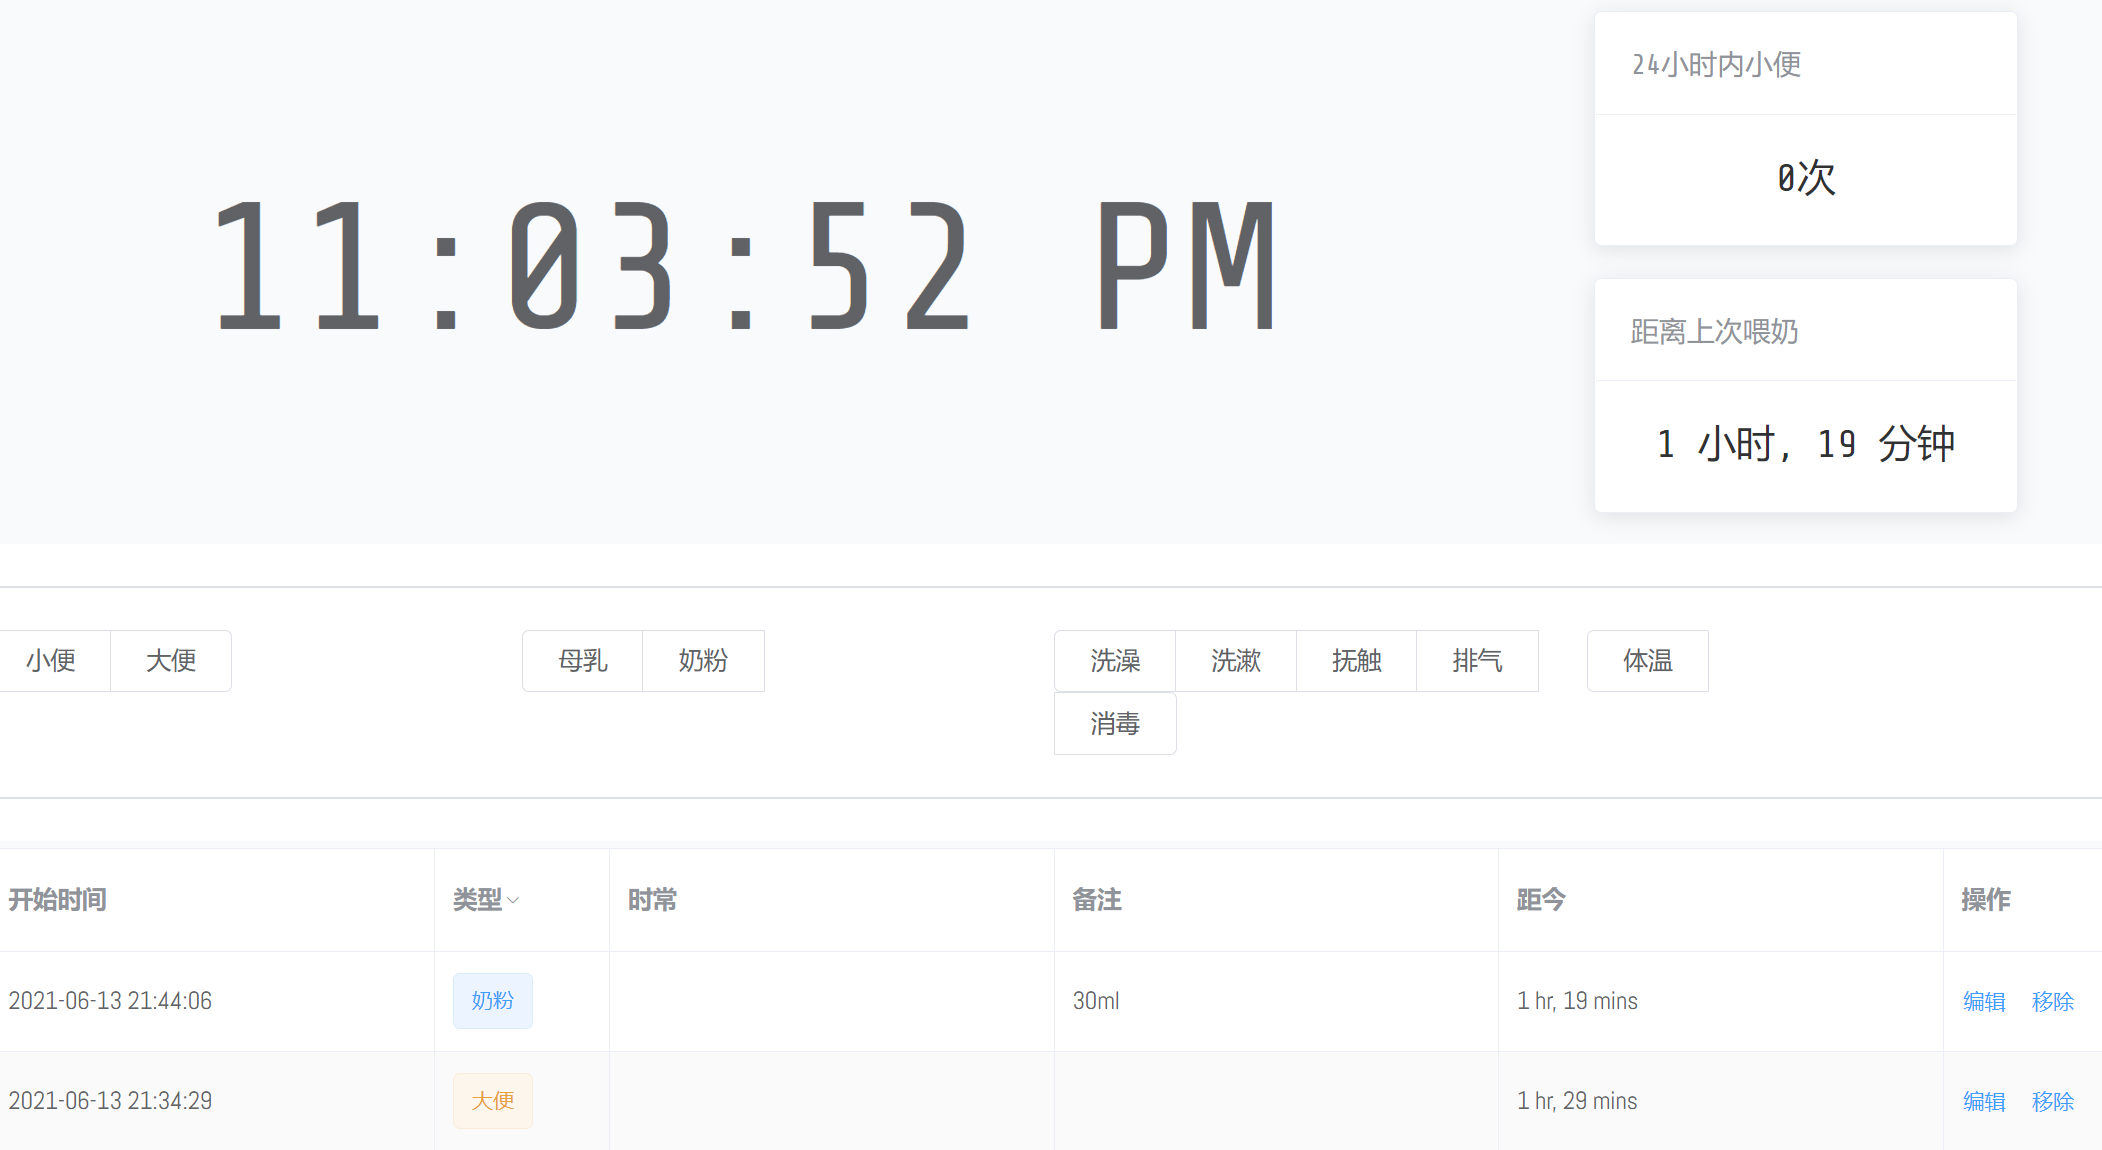 24小时内小便
0次
11:03:52 PM
距离上次喂奶
1 小时, 19 分钟
小便 大便 母乳 奶粉 洗澡 洗漱 抚触 排气 体温
消毒
开始时间 类型 时常 备注 距今 操作
2021-06-13 21:44:06 奶粉 30ml 1 hr, 19 mins 编辑 移除
2021-06-13 21:34:29 大便 1 hr, 29 mins 编辑 移除